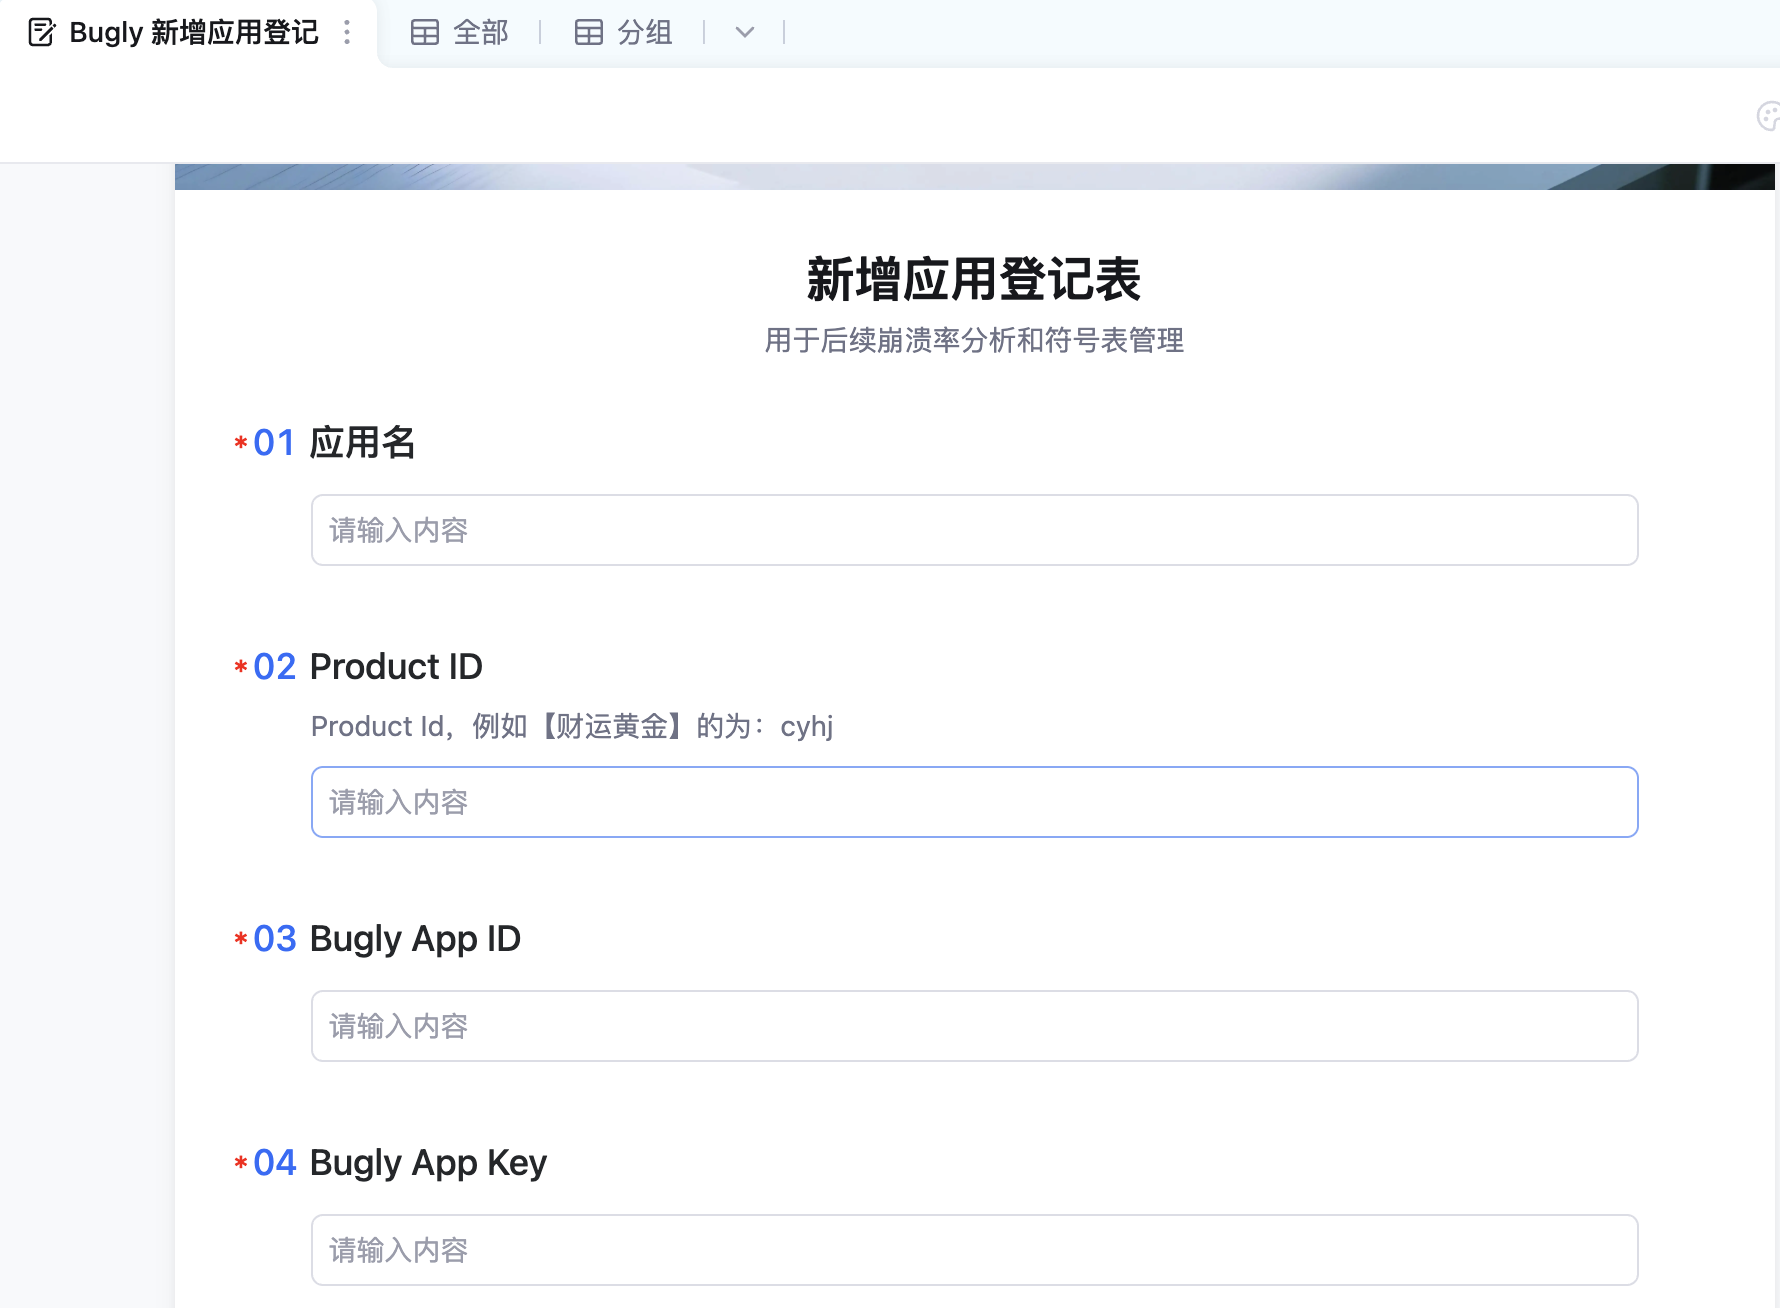 Bugly 新增应用登记
全部
分组
新增应用登记表
用于后续崩溃率分析和符号表管理
*01 应用名
请输入内容
*02 Product ID
Product Id，例如【财运黄金】的为：cyhj
请输入内容
*03 Bugly App ID
请输入内容
*04 Bugly App Key
请输入内容